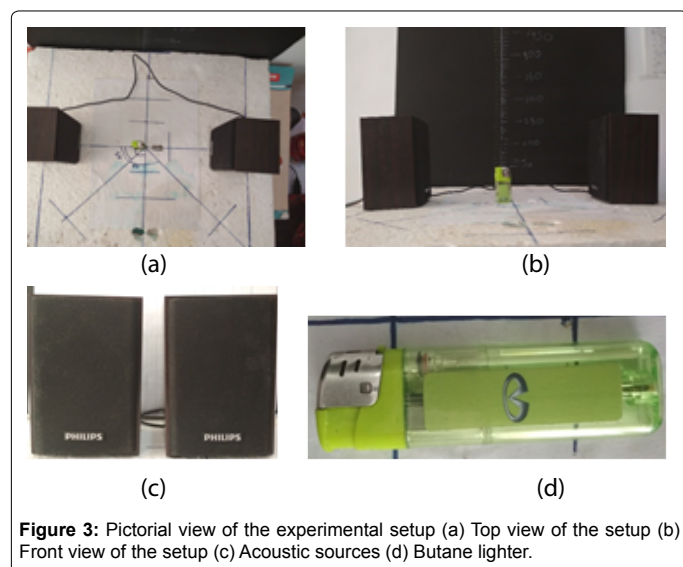 (a)
(b)
PHILIPS PHILIPS
(c)
(d)
Figure 3: Pictorial view of the experimental setup (a) Top view of the setup (b)
Front view of the setup (c) Acoustic sources (d) Butane lighter.